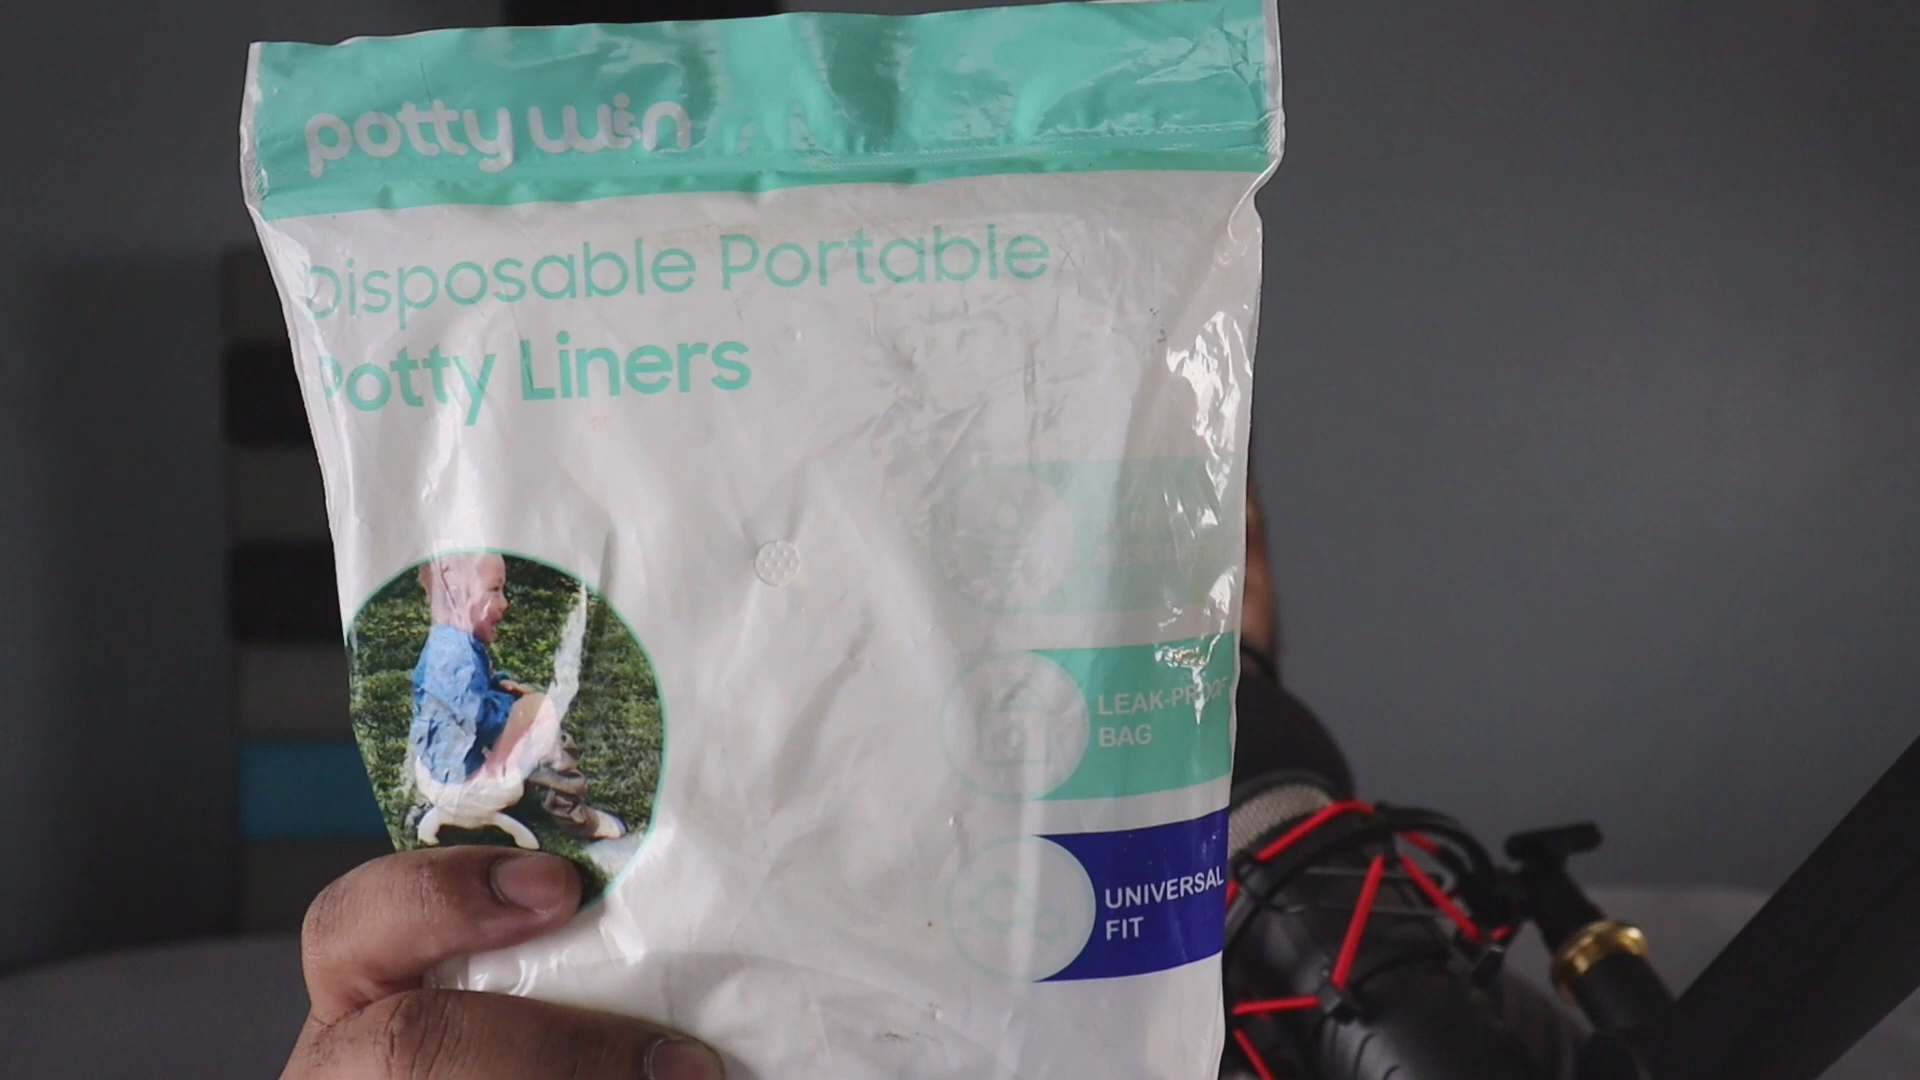 potty win
Disposable Portable
Potty Liners
LEAK-PROOF
BAG
UNIVERSAL
FIT